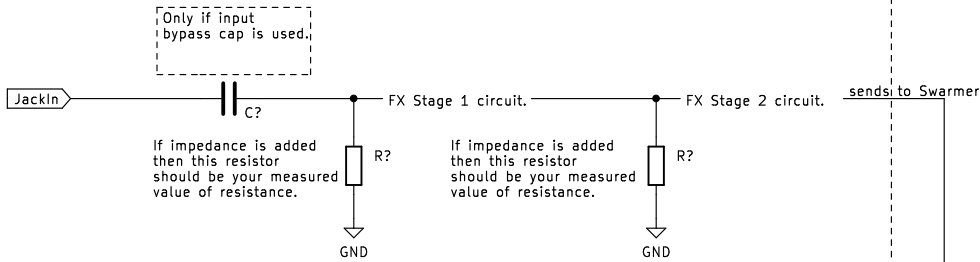 Only if input
bypass cap is used.
JackIn
C?
FX Stage 1 circuit.
FX Stage 2 circuit.
sends to Swarmer
If impedance is added
then this resistor
should be your measured
value of resistance.
R?
If impedance is added
then this resistor
should be your measured
value of resistance.
R?
GND
GND